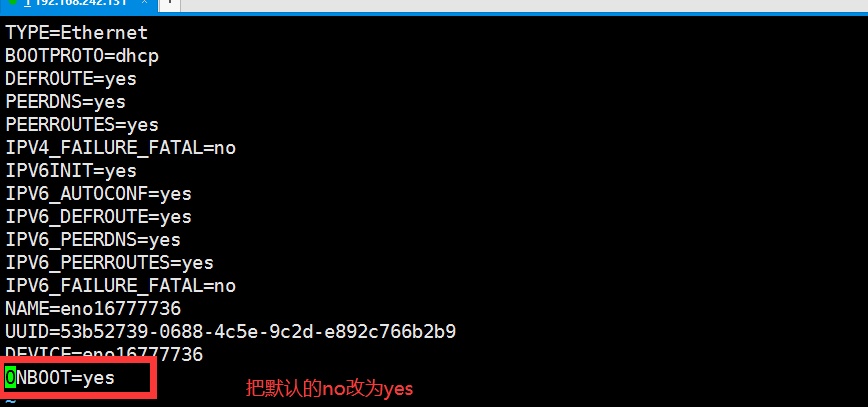 1 192.168.242.131
TYPE=Ethernet
BOOTPROTO=dhcp
DEFROUTE=yes
PEERDNS=yes
PEERROUTES=yes
IPV4_FAILURE_FATAL=no
IPV6INIT=yes
IPV6_AUTOCONF=yes
IPV6_DEFROUTE=yes
IPV6_PEERDNS=yes
IPV6_PEERROUTES=yes
IPV6_FAILURE_FATAL=no
NAME=eno16777736
UUID=53b52739-0688-4c5e-9c2d-e892c766b2b9
DEVICE=eno16777736
ONBOOT=yes
把默认的no改为yes
~